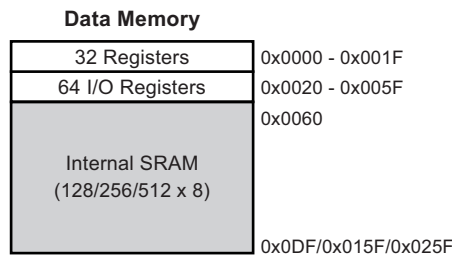 Data Memory
32 Registers 0x0000 - 0x001F
64 I/O Registers 0x0020 - 0x005F
0x0060
Internal SRAM
(128/256/512 x 8)
0x0DF/0x015F/0x025F